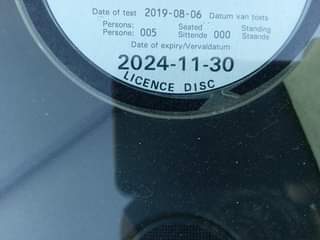 Date of test 2019-08-06 Datum van toets
Persons: Seated Standing
Persone: 005 Sittende 000 Staande
Date of expiry/Vervaldatum
2024-11-30
LICENCE DISC